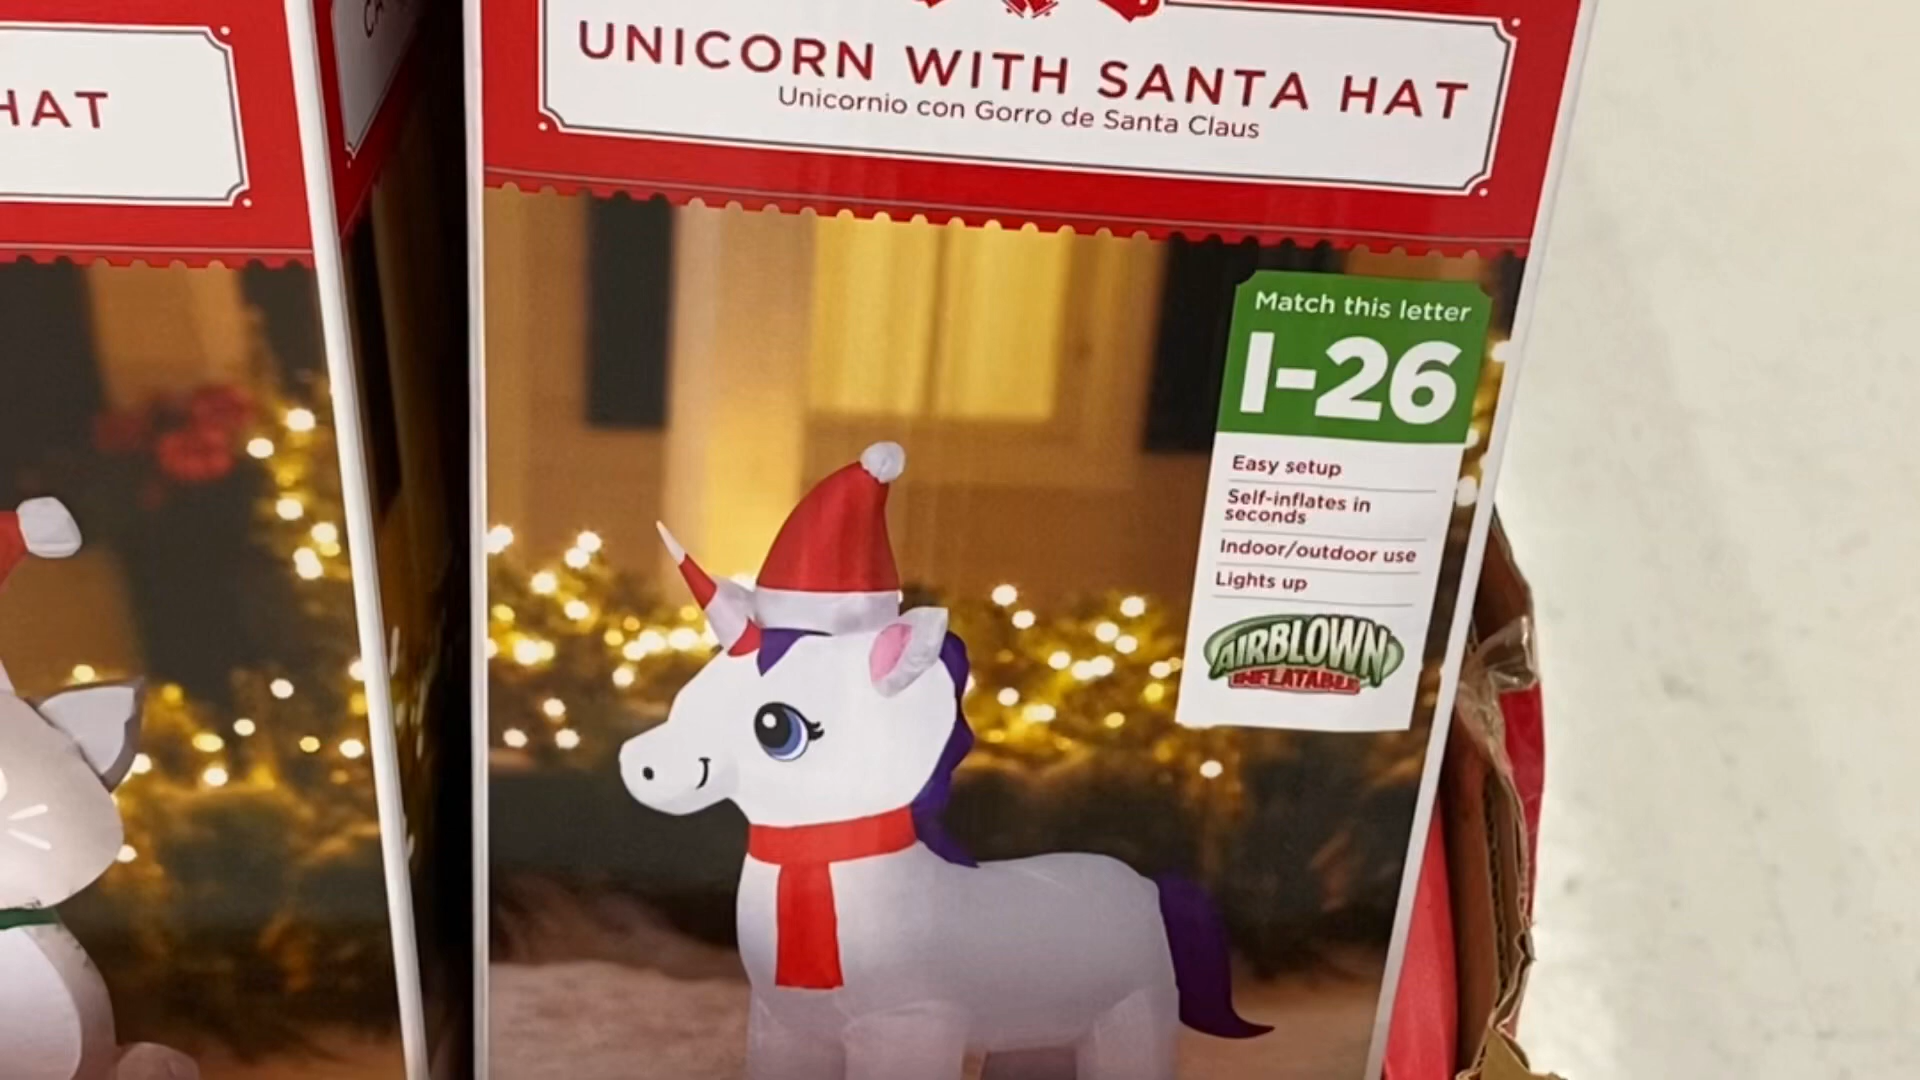 HAT
UNICORN WITH SANTA HAT
Unicornio con Gorro de Santa Claus
Match this letter
I-26
Easy setup
Self-inflates in
seconds
Indoor/outdoor use
Lights up
AIRBLOWN
INFLATABLE